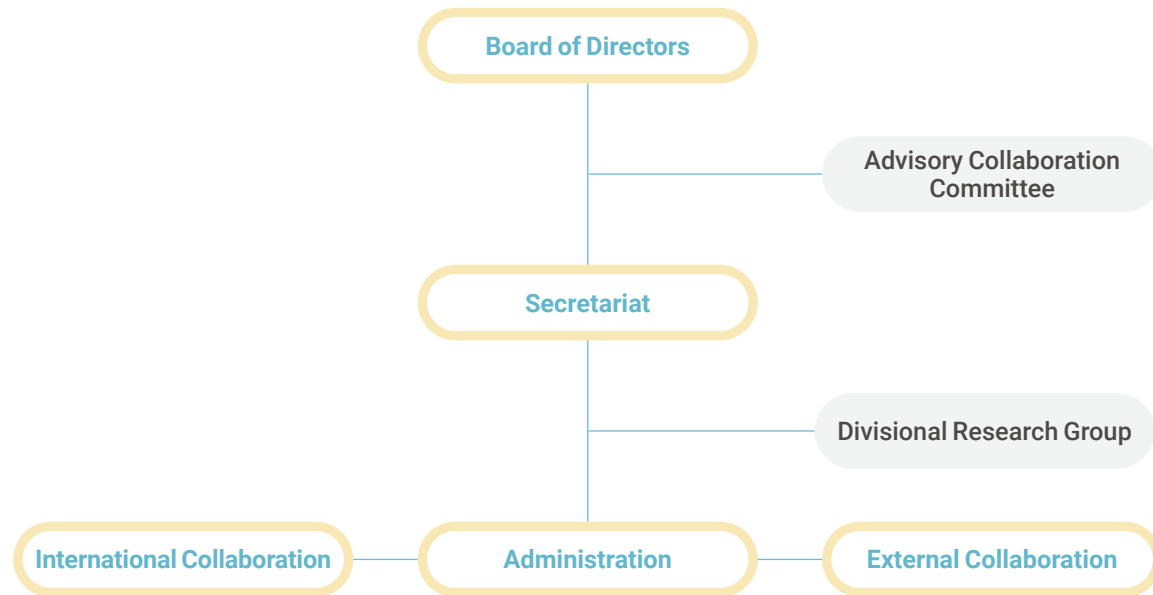 Board of Directors
Advisory Collaboration
Committee
Secretariat
Divisional Research Group
International Collaboration
Administration
External Collaboration